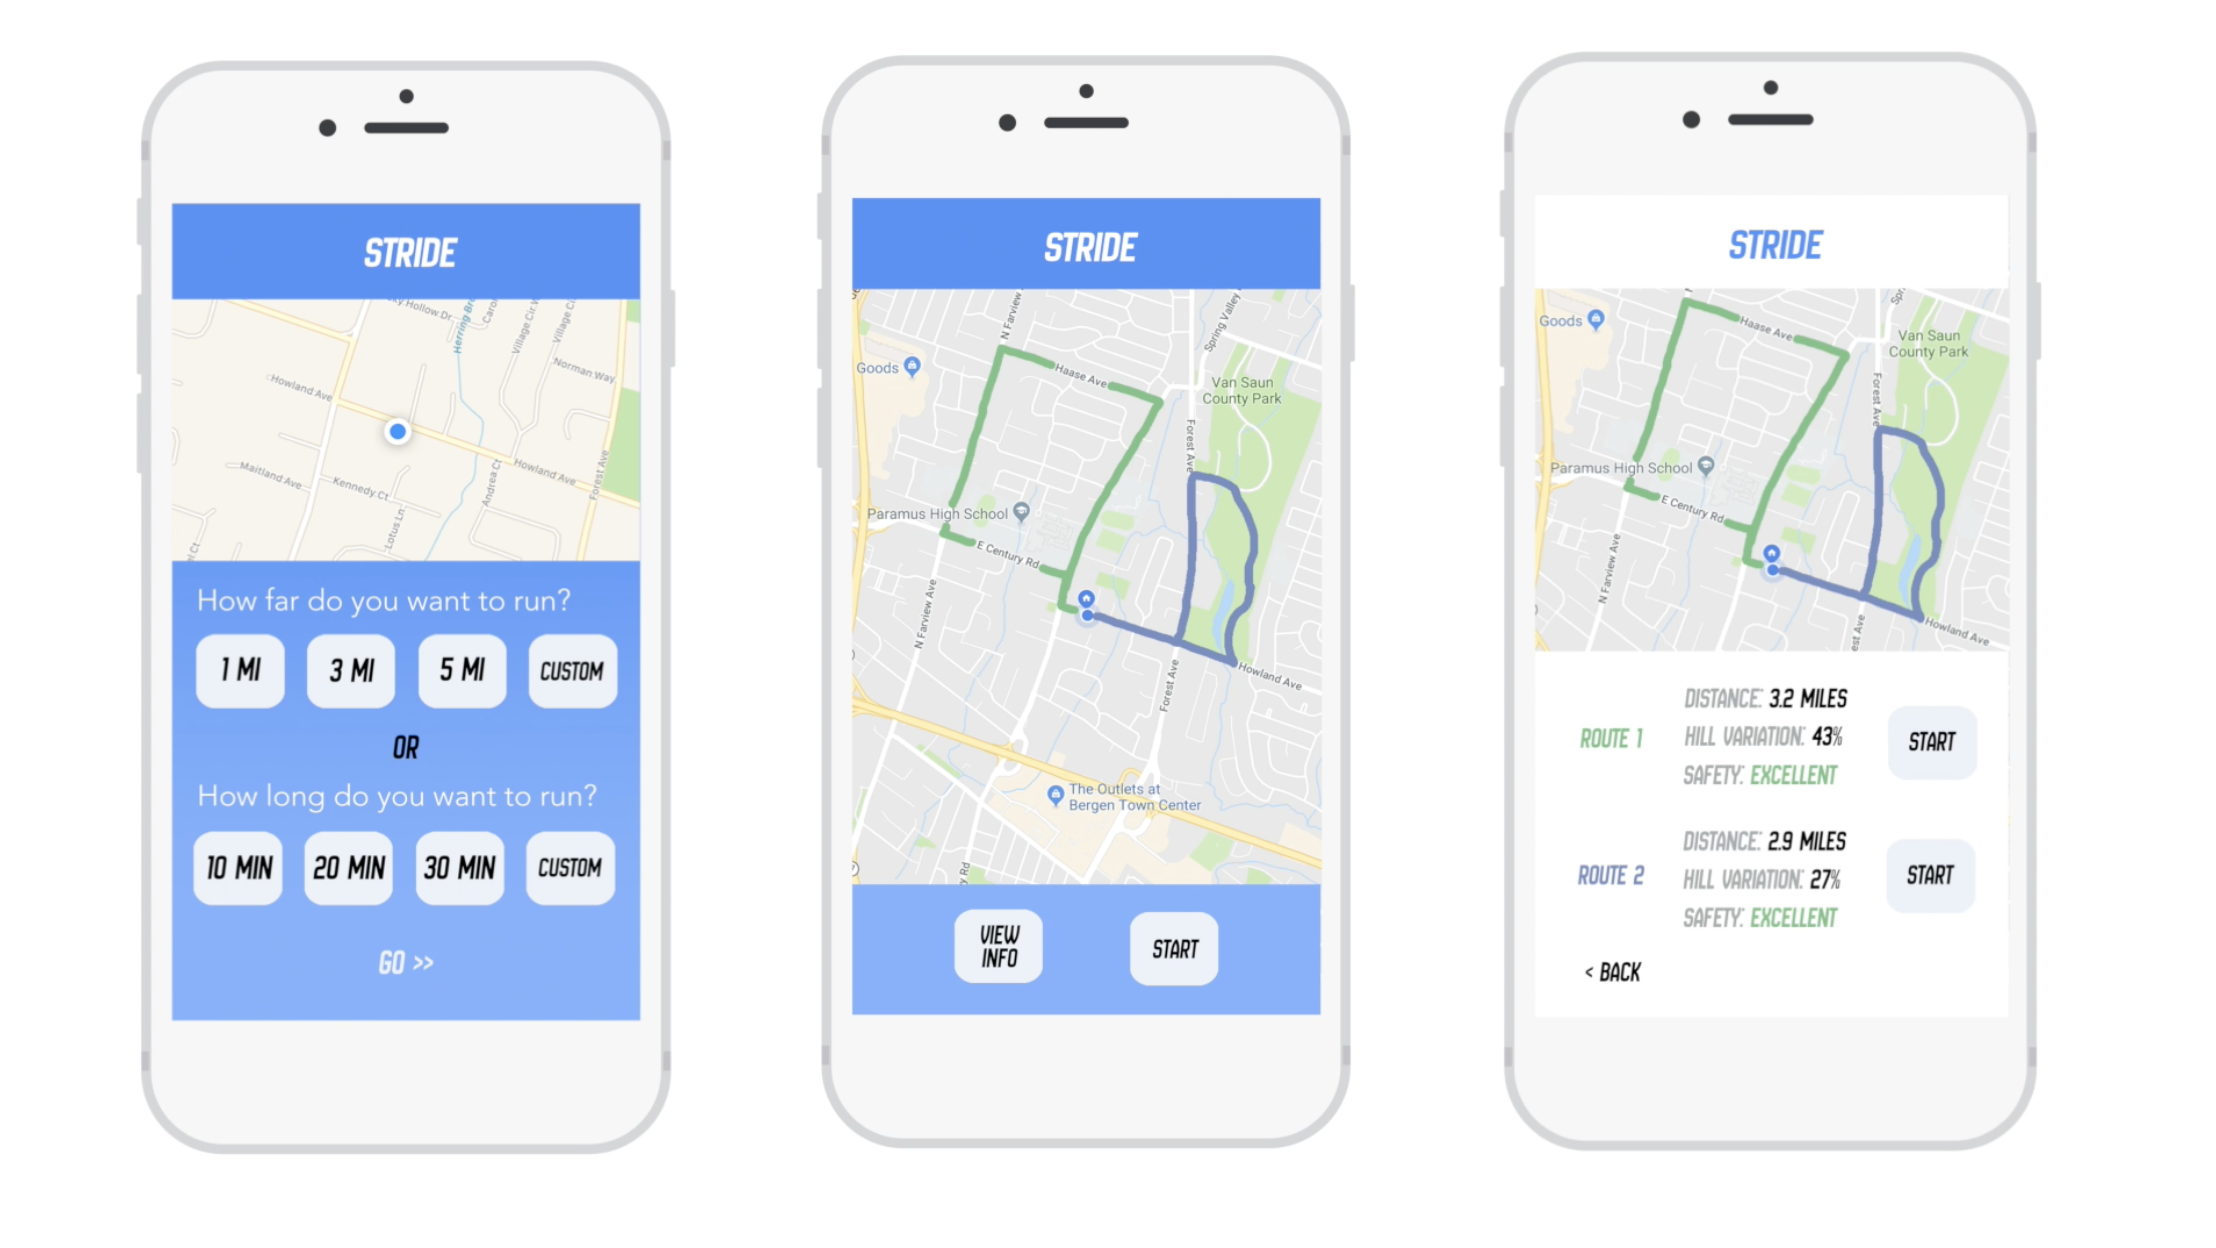 STRIDE
ky Hollow Dr
Herring Br
Caro
Village Cir W
Village Ci
Norman Way
Howland Ave
Maitland Ave
Kennedy Ct
Lotus Ln
Andrea Ct
Howland Ave
Forest Ave
l Ct
How far do you want to run?
1 MI
3 MI
5 MI
CUSTOM
OR
How long do you want to run?
10 MIN
20 MIN
30 MIN
CUSTOM
GO >>
STRIDE
N Farview
Spring Valley
Goods
Haase Ave
Van Saun
County Park
Forest Ave
Paramus High School
E Century Rd
N Farview Ave
Howland Ave
Forest Ave
The Outlets at
Bergen Town Center
y Rd
VIEW
INFO
START
STRIDE
Spr
Goods
Haase Ave
Van Saun
County Park
Forest Ave
Paramus High School
E Century Rd
N Farview Ave
Howland Ave
est Ave
ROUTE 1
DISTANCE: 3.2 MILES
HILL VARIATION: 43%
SAFETY: EXCELLENT
START
ROUTE 2
DISTANCE: 2.9 MILES
HILL VARIATION: 27%
SAFETY: EXCELLENT
START
< BACK